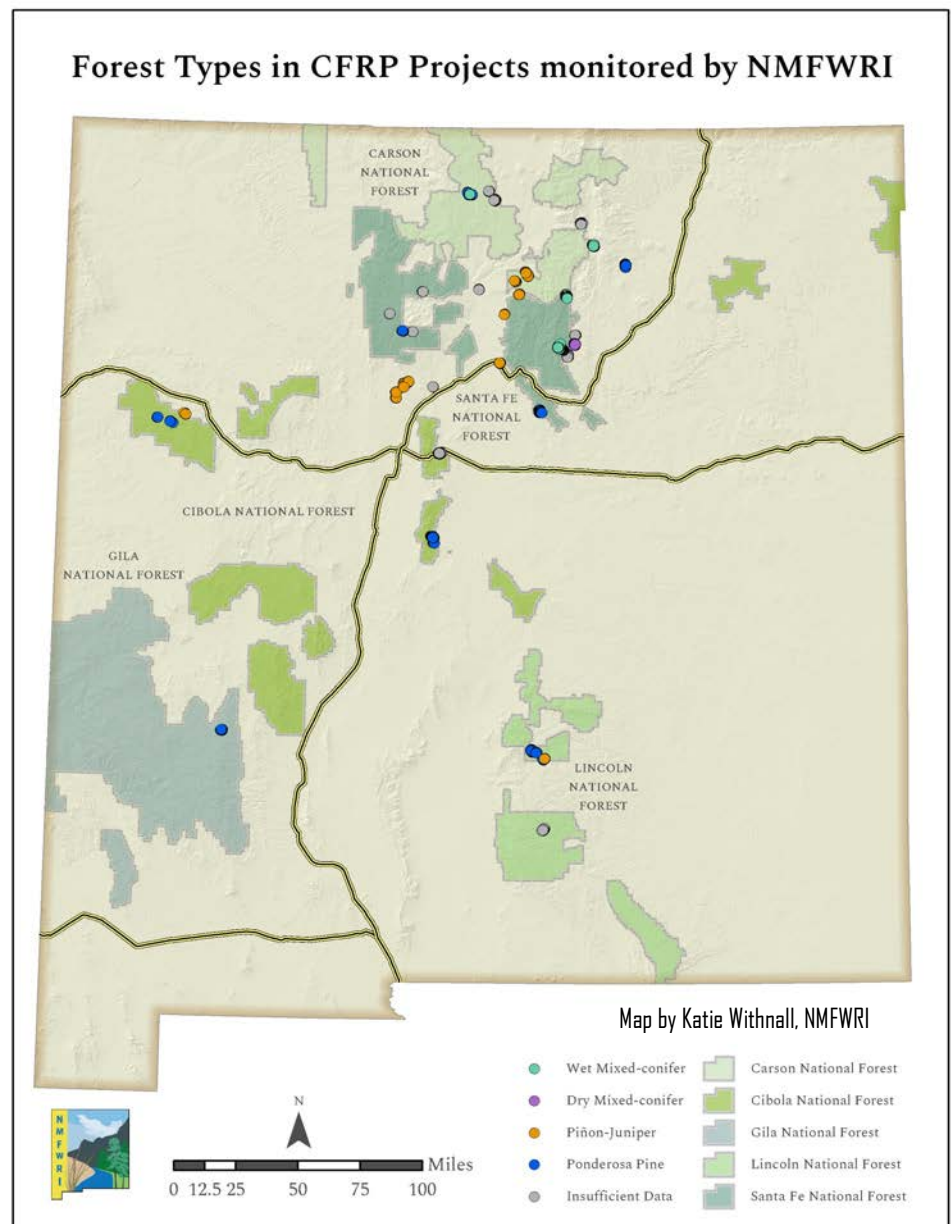 Forest Types in CFRP Projects monitored by NMFWRI
CARSON
NATIONAL
FOREST
SANTA FE
NATIONAL
FOREST
CIBOLA NATIONAL FOREST
GILA
NATIONAL FOREST
LINCOLN
NATIONAL
FOREST
Map by Katie Withnall, NMFWRI
Wet Mixed-conifer
Dry Mixed-conifer
Piñon-Juniper
Ponderosa Pine
Insufficient Data
Carson National Forest
Cibola National Forest
Gila National Forest
Lincoln National Forest
Santa Fe National Forest
NMFWRI
N
Miles
0 12.5 25 50 75 100